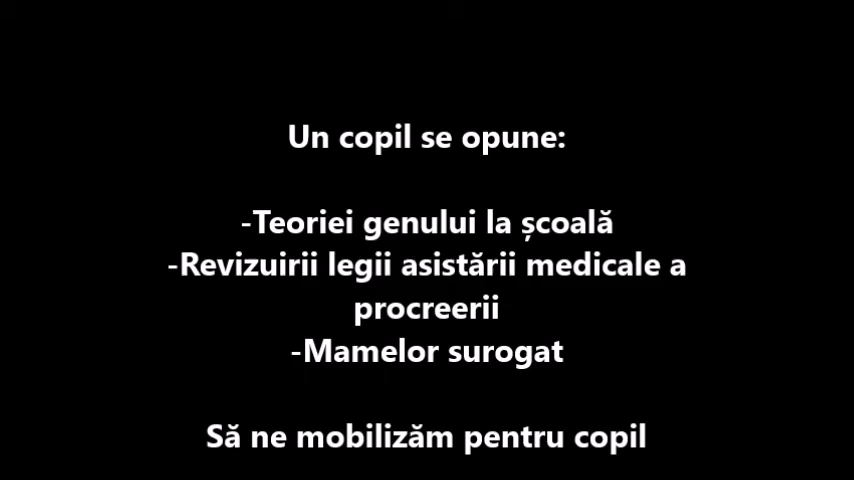 Un copil se opune:
-Teoriei genului la școală
-Revizuirii legii asistării medicale a
procreerii
-Mamelor surogat
Să ne mobilizăm pentru copil